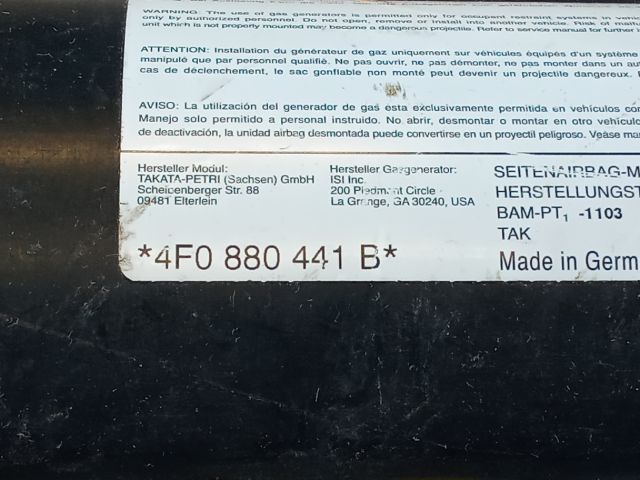 WARNING: The use of gas generators is permitted only for occupant restraint systems in vehic
only by authorized personnel. Do not open, remove or install into another vehicle. Risk of mal
unit which is not properly mounted may become a dangerous projectile. Refer to service manual for further i
ATTENTION: Installation du générateur de gaz uniquement sur véhicules équipés d'un système
manipulé que par personnel qualifié. Ne pas ouvrir, ne pas démonter, ne pas monter dans un aut
cas de déclenchement, le sac gonflable non monté peut devenir un projectile dangereux.
AVISO: La utilización del generador de gas esta exclusivamente permitida en vehículos con
Manejo solo permitido a personal instruido. No abrir, desmontar o montar en otro vehículo
de deactivación, la unidad airbag desmontada puede convertirse en un proyectil peligroso. Véase ma
Hersteller Modul:
TAKATA-PETRI (Sachsen) GmbH
Scheibenberger Str. 88
09481 Elterlein
Hersteller Gasgenerator:
ISI Inc.
200 Piedmont Circle
La Grange, GA 30240, USA
SEITENAIRBAG-M
HERSTELLUNGST
BAM-PT₁ -1103
TAK
*4F0 880 441 B*
Made in Germ